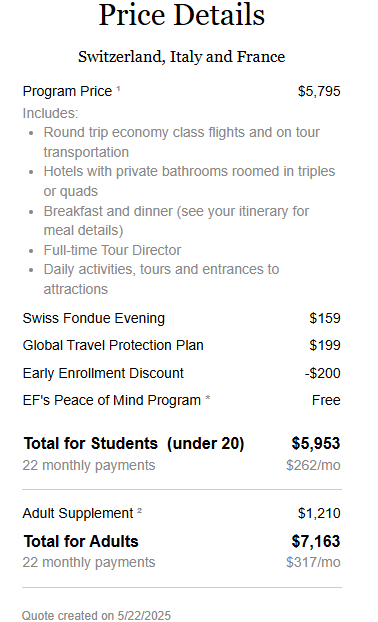 Price Details
Switzerland, Italy and France
Program Price ¹ $5,795
Includes:
• Round trip economy class flights and on tour
transportation
• Hotels with private bathrooms roomed in triples
or quads
• Breakfast and dinner (see your itinerary for
meal details)
• Full-time Tour Director
• Daily activities, tours and entrances to
attractions
Swiss Fondue Evening $159
Global Travel Protection Plan $199
Early Enrollment Discount -$200
EF's Peace of Mind Program * Free
Total for Students (under 20) $5,953
22 monthly payments $262/mo
Adult Supplement ² $1,210
Total for Adults $7,163
22 monthly payments $317/mo
Quote created on 5/22/2025